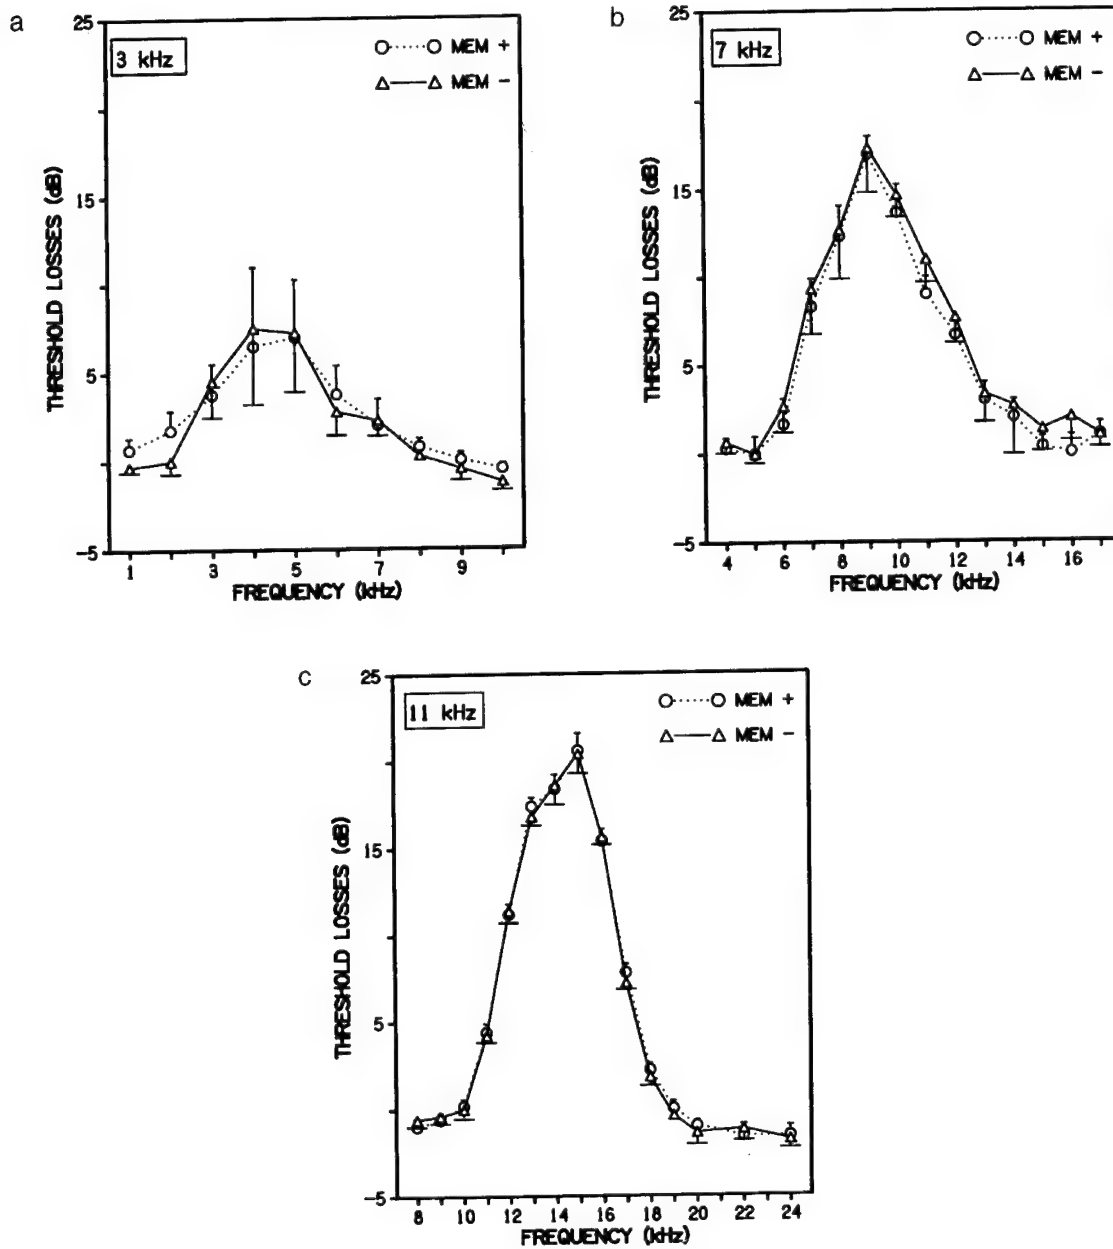 a
25
15
5
-5
THRESHOLD LOSSES (dB)
3 kHz
MEM +
MEM -
1 3 5 7 9
FREQUENCY (kHz)
b
25
15
5
-5
THRESHOLD LOSSES (dB)
7 kHz
MEM +
MEM -
4 6 8 10 12 14 16
FREQUENCY (kHz)
c
25
15
5
-5
THRESHOLD LOSSES (dB)
11 kHz
MEM +
MEM -
8 10 12 14 16 18 20 22 24
FREQUENCY (kHz)